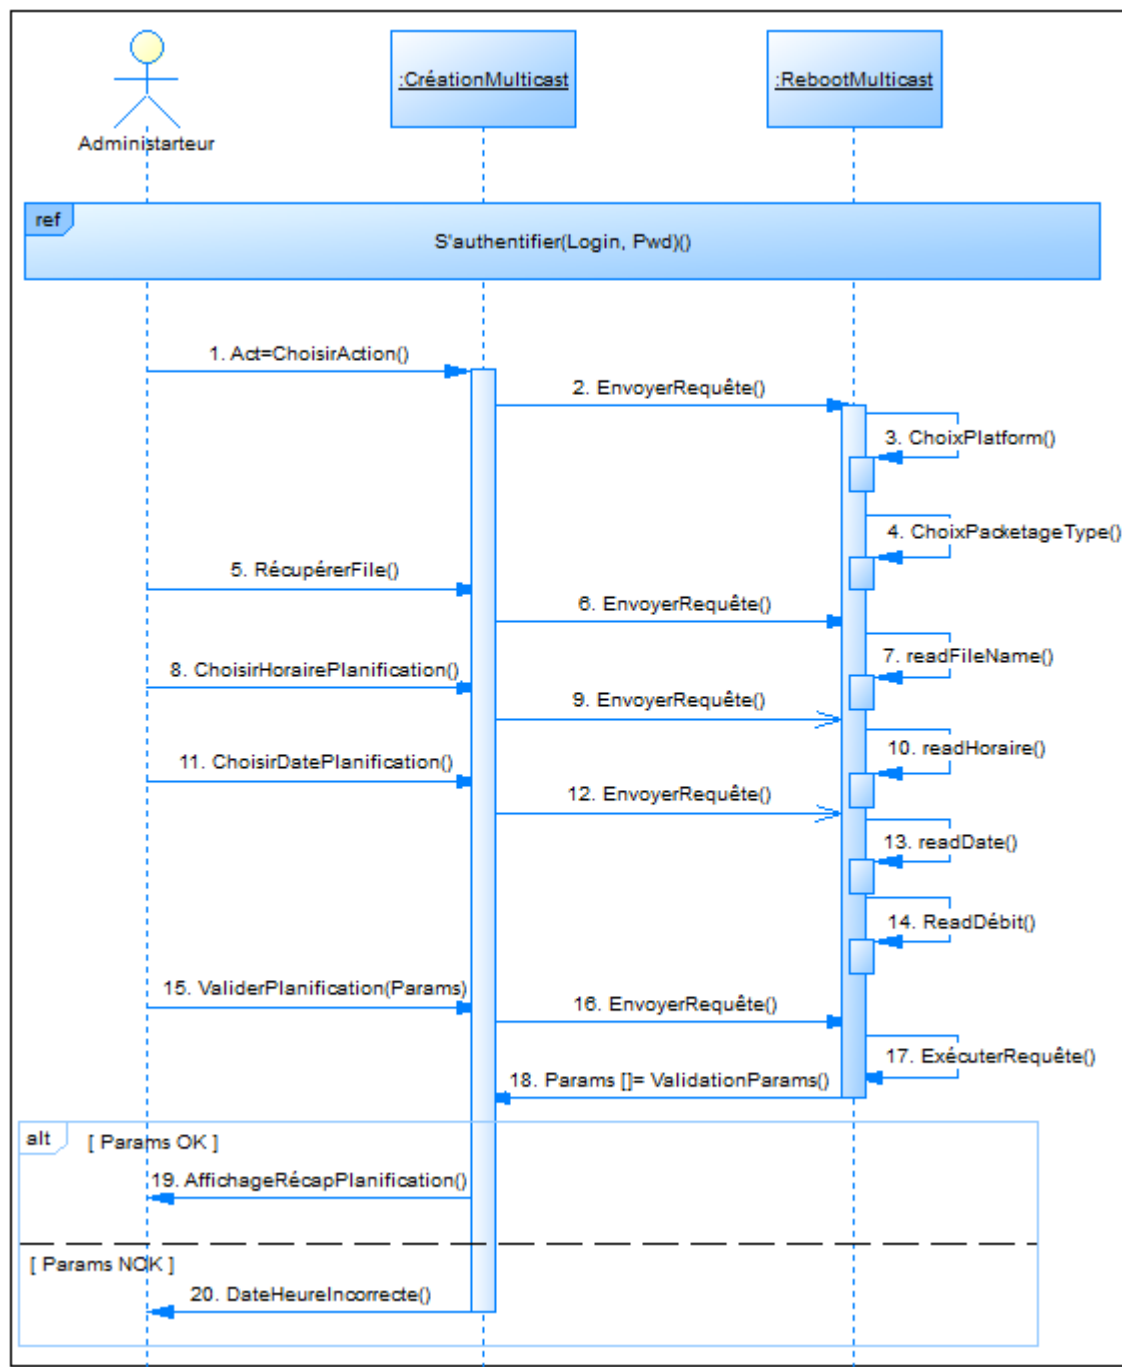 :CréationMulticast
:RebootMulticast
Administarteur
ref
S'authentifier(Login, Pwd)()
1. Act=ChoisirAction()
2. EnvoyerRequête()
3. ChoixPlatform()
4. ChoixPacketageType()
5. RécupérerFile()
6. EnvoyerRequête()
7. readFileName()
8. ChoisirHorairePlanification()
9. EnvoyerRequête()
10. readHoraire()
11. ChoisirDatePlanification()
12. EnvoyerRequête()
13. readDate()
14. ReadDébit()
15. ValiderPlanification(Params)
16. EnvoyerRequête()
17. ExécuterRequête()
18. Params []= ValidationParams()
alt
[ Params OK ]
19. AffichageRécapPlanification()
[ Params NOK ]
20. DateHeureIncorrecte()